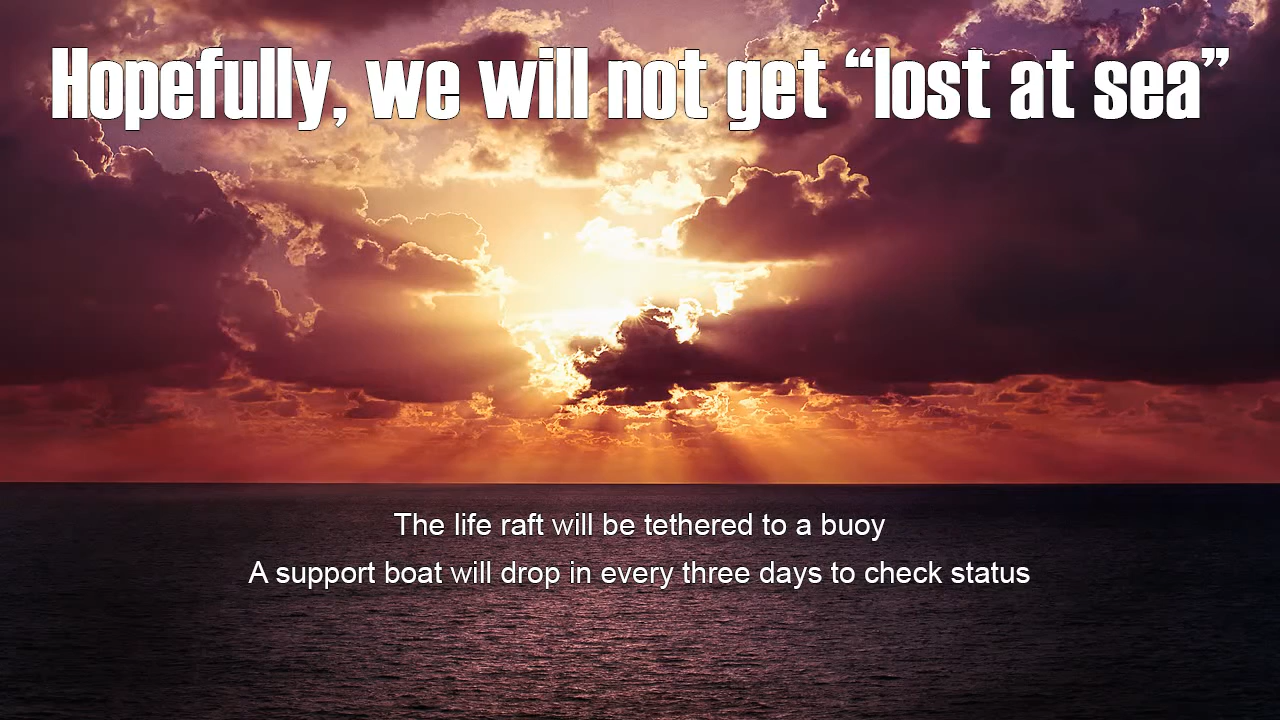 Hopefully, we will not get “lost at sea”
The life raft will be tethered to a buoy
A support boat will drop in every three days to check status